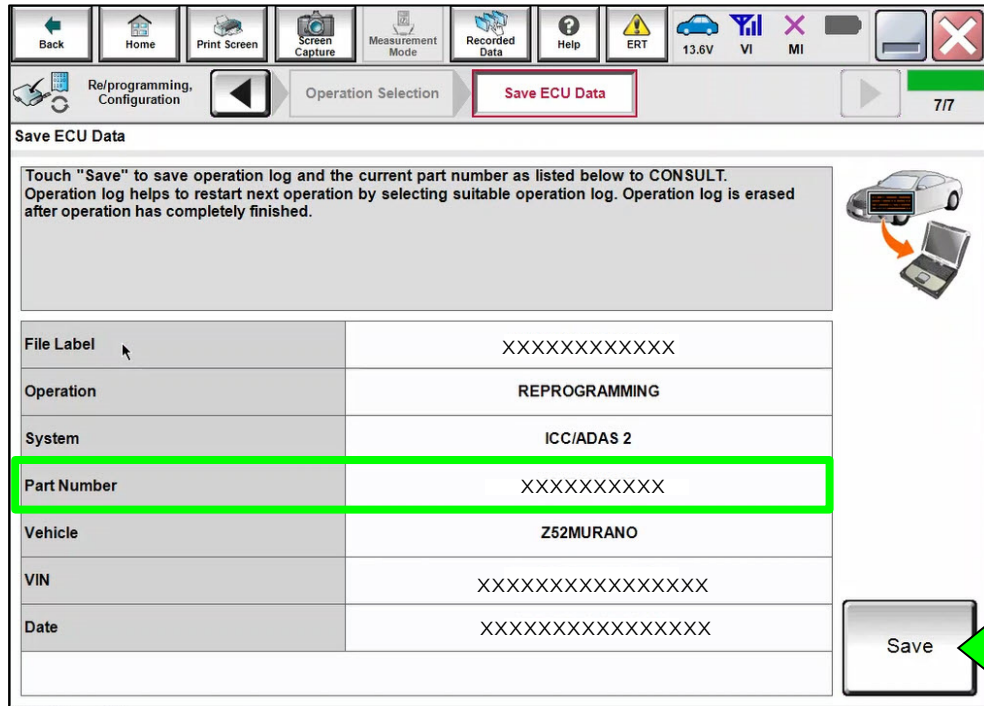 Back
Home
Print Screen
Screen
Capture
Measurement
Mode
Recorded
Data
Help
ERT
13.6V
VI
MI
Re/programming,
Configuration
Operation Selection
Save ECU Data
7/7
Save ECU Data
Touch "Save" to save operation log and the current part number as listed below to CONSULT.
Operation log helps to restart next operation by selecting suitable operation log. Operation log is erased
after operation has completely finished.
File Label XXXXXXXXXXXX
Operation REPROGRAMMING
System ICC/ADAS 2
Part Number XXXXXXXXXX
Vehicle Z52MURANO
VIN XXXXXXXXXXXXXXXX
Date XXXXXXXXXXXXXXXX
Save